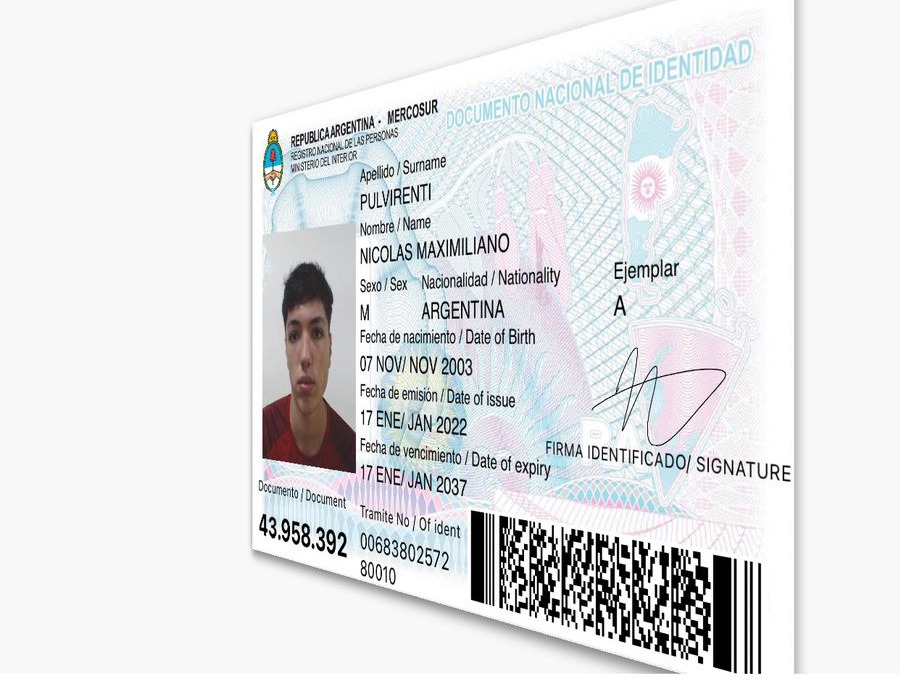 REPUBLICA ARGENTINA - MERCOSUR
REGISTRO NACIONAL DE LAS PERSONAS
MINISTERIO DEL INTERIOR
DOCUMENTO NACIONAL DE IDENTIDAD
Apellido / Surname
PULVIRENTI
Nombre / Name
NICOLAS MAXIMILIANO
Sexo / Sex Nacionalidad / Nationality
M ARGENTINA
Ejemplar
A
Fecha de nacimiento / Date of Birth
07 NOV/ NOV 2003
Fecha de emisión / Date of issue
17 ENE/ JAN 2022
Fecha de vencimiento / Date of expiry
17 ENE/ JAN 2037
FIRMA IDENTIFICADO/ SIGNATURE
Documento / Document
43.958.392
Tramite No / Of ident
00683802572
80010